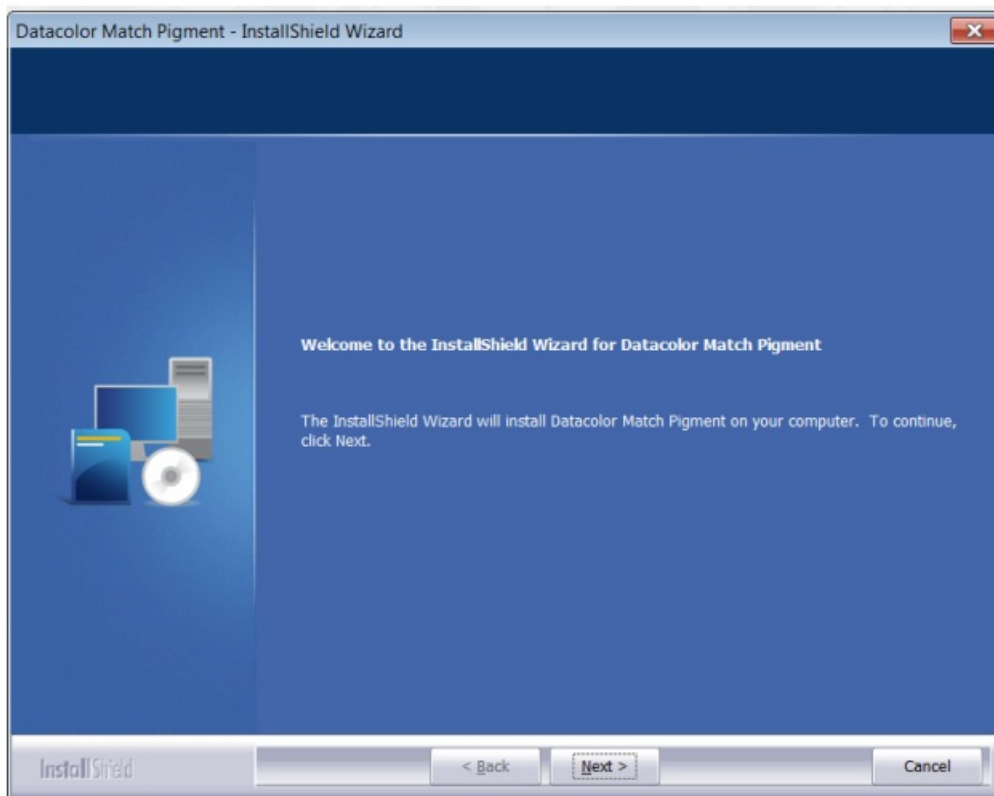 Datacolor Match Pigment - InstallShield Wizard
Welcome to the InstallShield Wizard for Datacolor Match Pigment
The InstallShield Wizard will install Datacolor Match Pigment on your computer.  To continue,
click Next.
InstallShield
< Back
Next >
Cancel